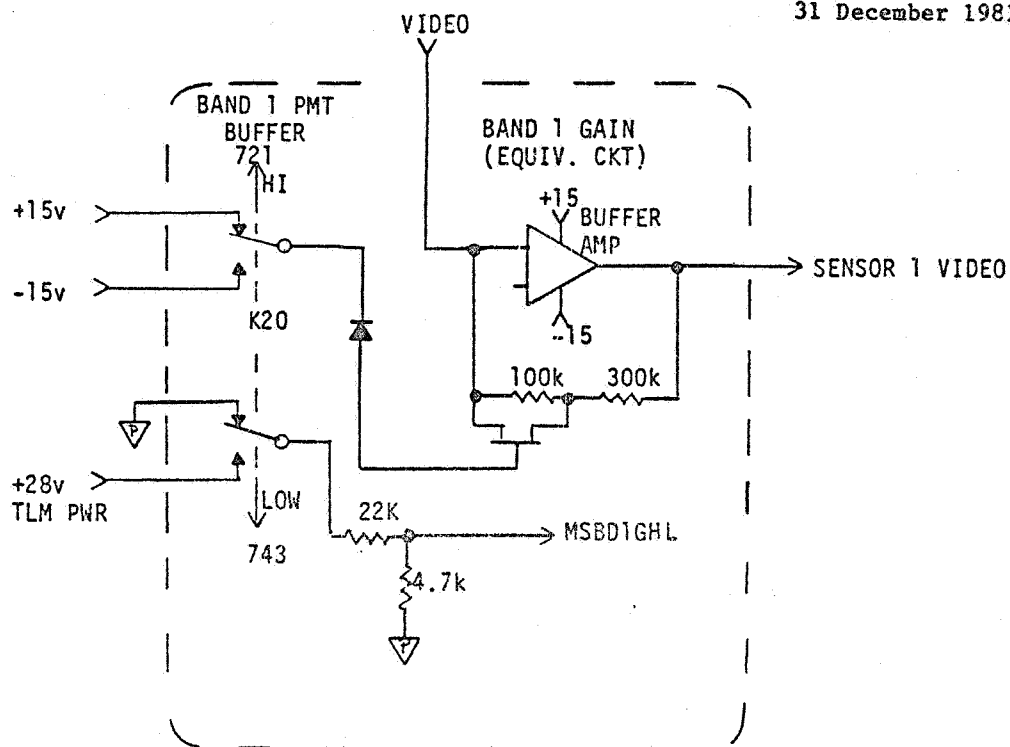 31 December 198
VIDEO
BAND 1 PMT
BUFFER
721
HI
BAND 1 GAIN
(EQUIV. CKT)
+15v
-15v
+15
BUFFER
AMP
SENSOR 1 VIDEO
--15
K20
100k
300k
P
+28v
TLM PWR
LOW
743
22K
MSBD1GHL
4.7k
P